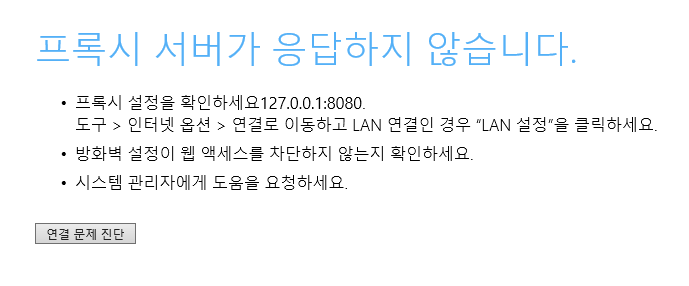 프록시 서버가 응답하지 않습니다.
• 프록시 설정을 확인하세요127.0.0.1:8080.
도구 > 인터넷 옵션 > 연결로 이동하고 LAN 연결인 경우 “LAN 설정”을 클릭하세요.
• 방화벽 설정이 웹 액세스를 차단하지 않는지 확인하세요.
• 시스템 관리자에게 도움을 요청하세요.
연결 문제 진단